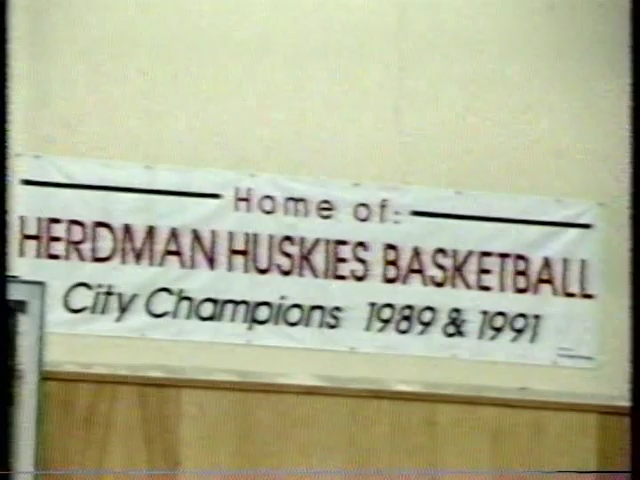 Home of:
HERDMAN HUSKIES BASKETBALL
City Champions 1989 & 1991